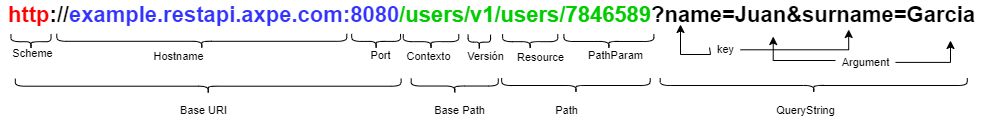 http://example.restapi.axpe.com:8080/users/v1/users/7846589?name=Juan&surname=Garcia
Scheme Hostname Port Contexto Versión Resource PathParam key Argument
Base URI Base Path Path QueryString